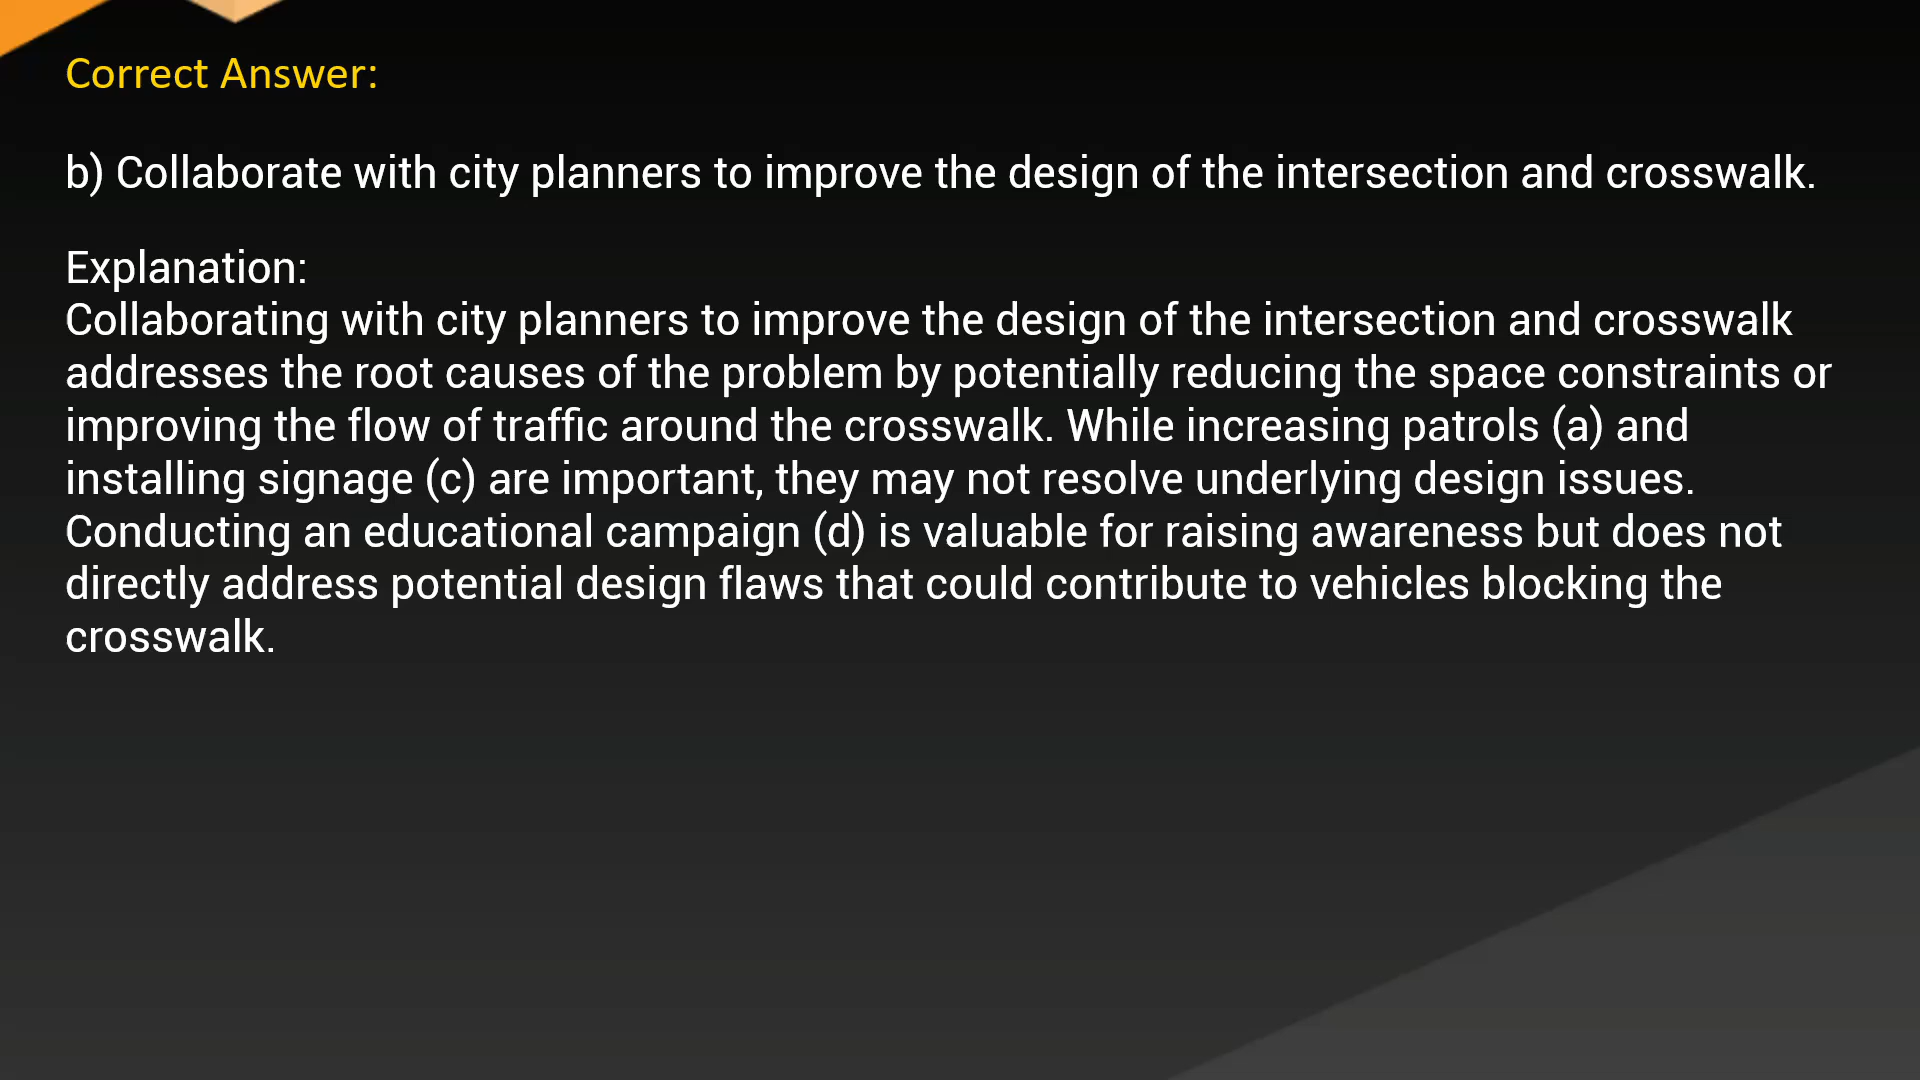 Correct Answer:
b) Collaborate with city planners to improve the design of the intersection and crosswalk.
Explanation:
Collaborating with city planners to improve the design of the intersection and crosswalk
addresses the root causes of the problem by potentially reducing the space constraints or
improving the flow of traffic around the crosswalk. While increasing patrols (a) and
installing signage (c) are important, they may not resolve underlying design issues.
Conducting an educational campaign (d) is valuable for raising awareness but does not
directly address potential design flaws that could contribute to vehicles blocking the
crosswalk.